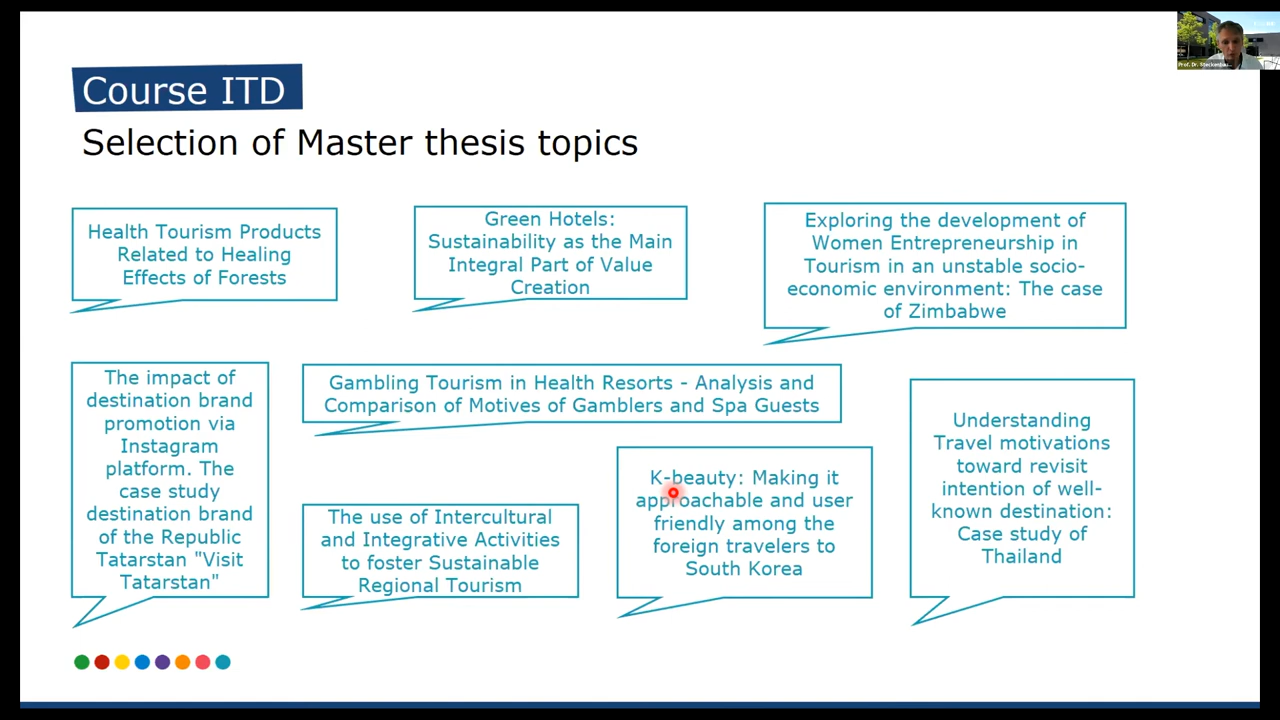 Course ITD
Selection of Master thesis topics
Health Tourism Products
Related to Healing
Effects of Forests
Green Hotels:
Sustainability as the Main
Integral Part of Value
Creation
Exploring the development of
Women Entrepreneurship in
Tourism in an unstable socio-
economic environment: The case
of Zimbabwe
The impact of
destination brand
promotion via
Instagram
platform. The
case study
destination brand
of the Republic
Tatarstan "Visit
Tatarstan"
Gambling Tourism in Health Resorts - Analysis and
Comparison of Motives of Gamblers and Spa Guests
The use of Intercultural
and Integrative Activities
to foster Sustainable
Regional Tourism
K-beauty: Making it
approachable and user
friendly among the
foreign travelers to
South Korea
Understanding
Travel motivations
toward revisit
intention of well-
known destination:
Case study of
Thailand
Prof. Dr.